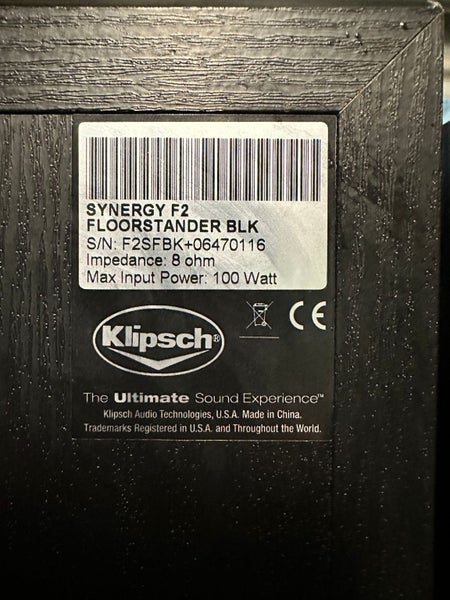 SYNERGY F2
FLOORSTANDER BLK
S/N: F2SFBK+06470116
Impedance: 8 ohm
Max Input Power: 100 Watt
Klipsch®
CE
The Ultimate Sound Experience™
Klipsch Audio Technologies, U.S.A. Made in China.
Trademarks Registered in U.S.A. and Throughout the World.